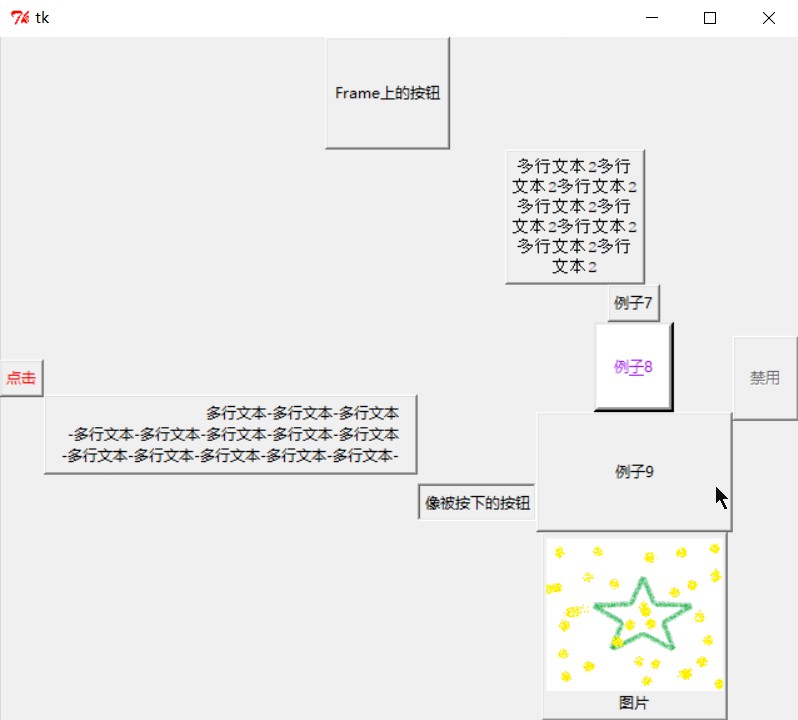 tk
Frame上的按钮
多行文本2多行
文本2多行文本2
多行文本2多行
文本2多行文本2
多行文本2多行
文本2
例子7
例子8
禁用
点击
多行文本-多行文本-多行文本
-多行文本-多行文本-多行文本-多行文本-多行文本
-多行文本-多行文本-多行文本-多行文本-多行文本-
例子9
像被按下的按钮
图片